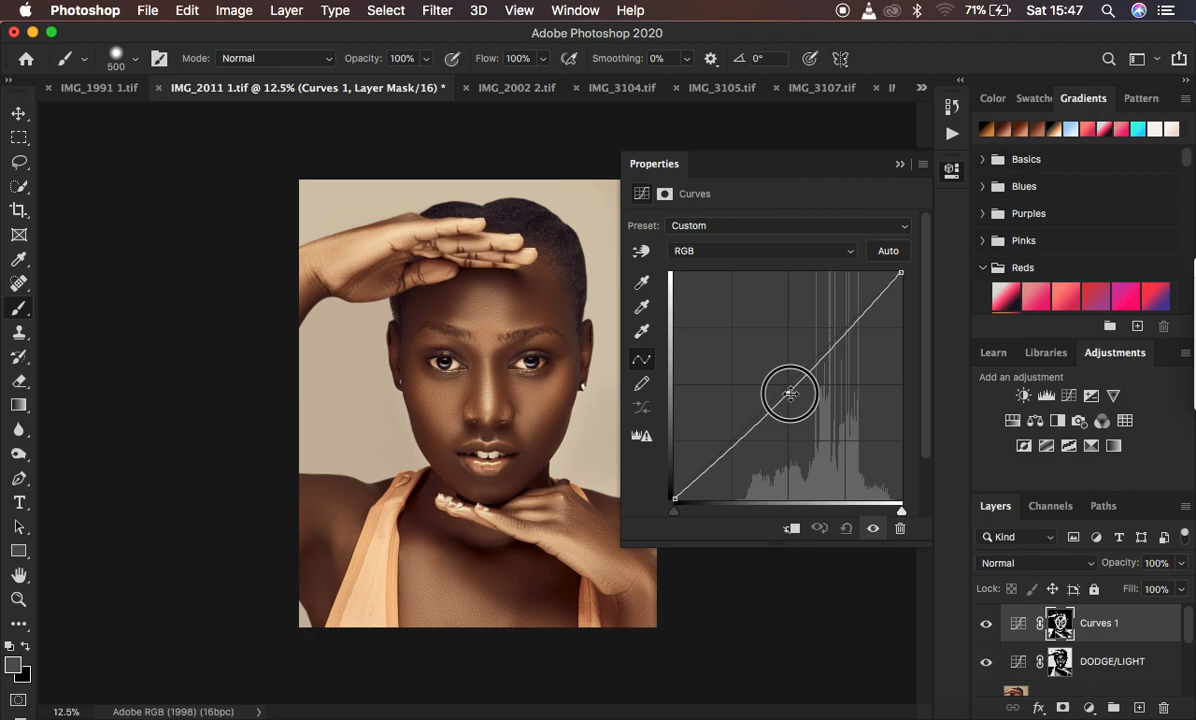 Photoshop File Edit Image Layer Type Select Filter 3D View Window Help 71% Sat 15:47
Adobe Photoshop 2020
500 Mode: Normal Opacity: 100% Flow: 100% Smoothing: 0% 0°
IMG_1991 1.tif IMG_2011 1.tif @ 12.5% (Curves 1, Layer Mask/16) * IMG_2002 2.tif IMG_3104.tif IMG_3105.tif IMG_3107.tif
Color Swatche Gradients Pattern
Basics
Blues
Purples
Pinks
Reds
Properties
Curves
Preset: Custom
RGB Auto
Learn Libraries Adjustments
Add an adjustment
Layers Channels Paths
Kind
Normal Opacity: 100%
Lock: Fill: 100%
Curves 1
DODGE/LIGHT
12.5% Adobe RGB (1998) (16bpc)